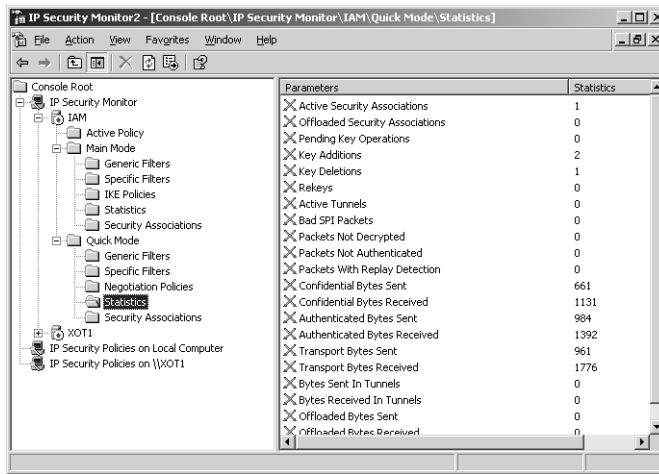 IP Security Monitor2 - [Console Root\IP Security Monitor\IAM\Quick Mode\Statistics]
File Action View Favorites Window Help
Console Root
IP Security Monitor
IAM
Active Policy
Main Mode
Generic Filters
Specific Filters
IKE Policies
Statistics
Security Associations
Quick Mode
Generic Filters
Specific Filters
Negotiation Policies
Statistics
Security Associations
XOT1
IP Security Policies on Local Computer
IP Security Policies on \\XOT1
Parameters Statistics
Active Security Associations 1
Offloaded Security Associations 0
Pending Key Operations 0
Key Additions 2
Key Deletions 1
Rekeys 0
Active Tunnels 0
Bad SPI Packets 0
Packets Not Decrypted 0
Packets Not Authenticated 0
Packets With Replay Detection 0
Confidential Bytes Sent 661
Confidential Bytes Received 1131
Authenticated Bytes Sent 984
Authenticated Bytes Received 1392
Transport Bytes Sent 961
Transport Bytes Received 1776
Bytes Sent In Tunnels 0
Bytes Received In Tunnels 0
Offloaded Bytes Sent 0
Offloaded Bytes Received 0